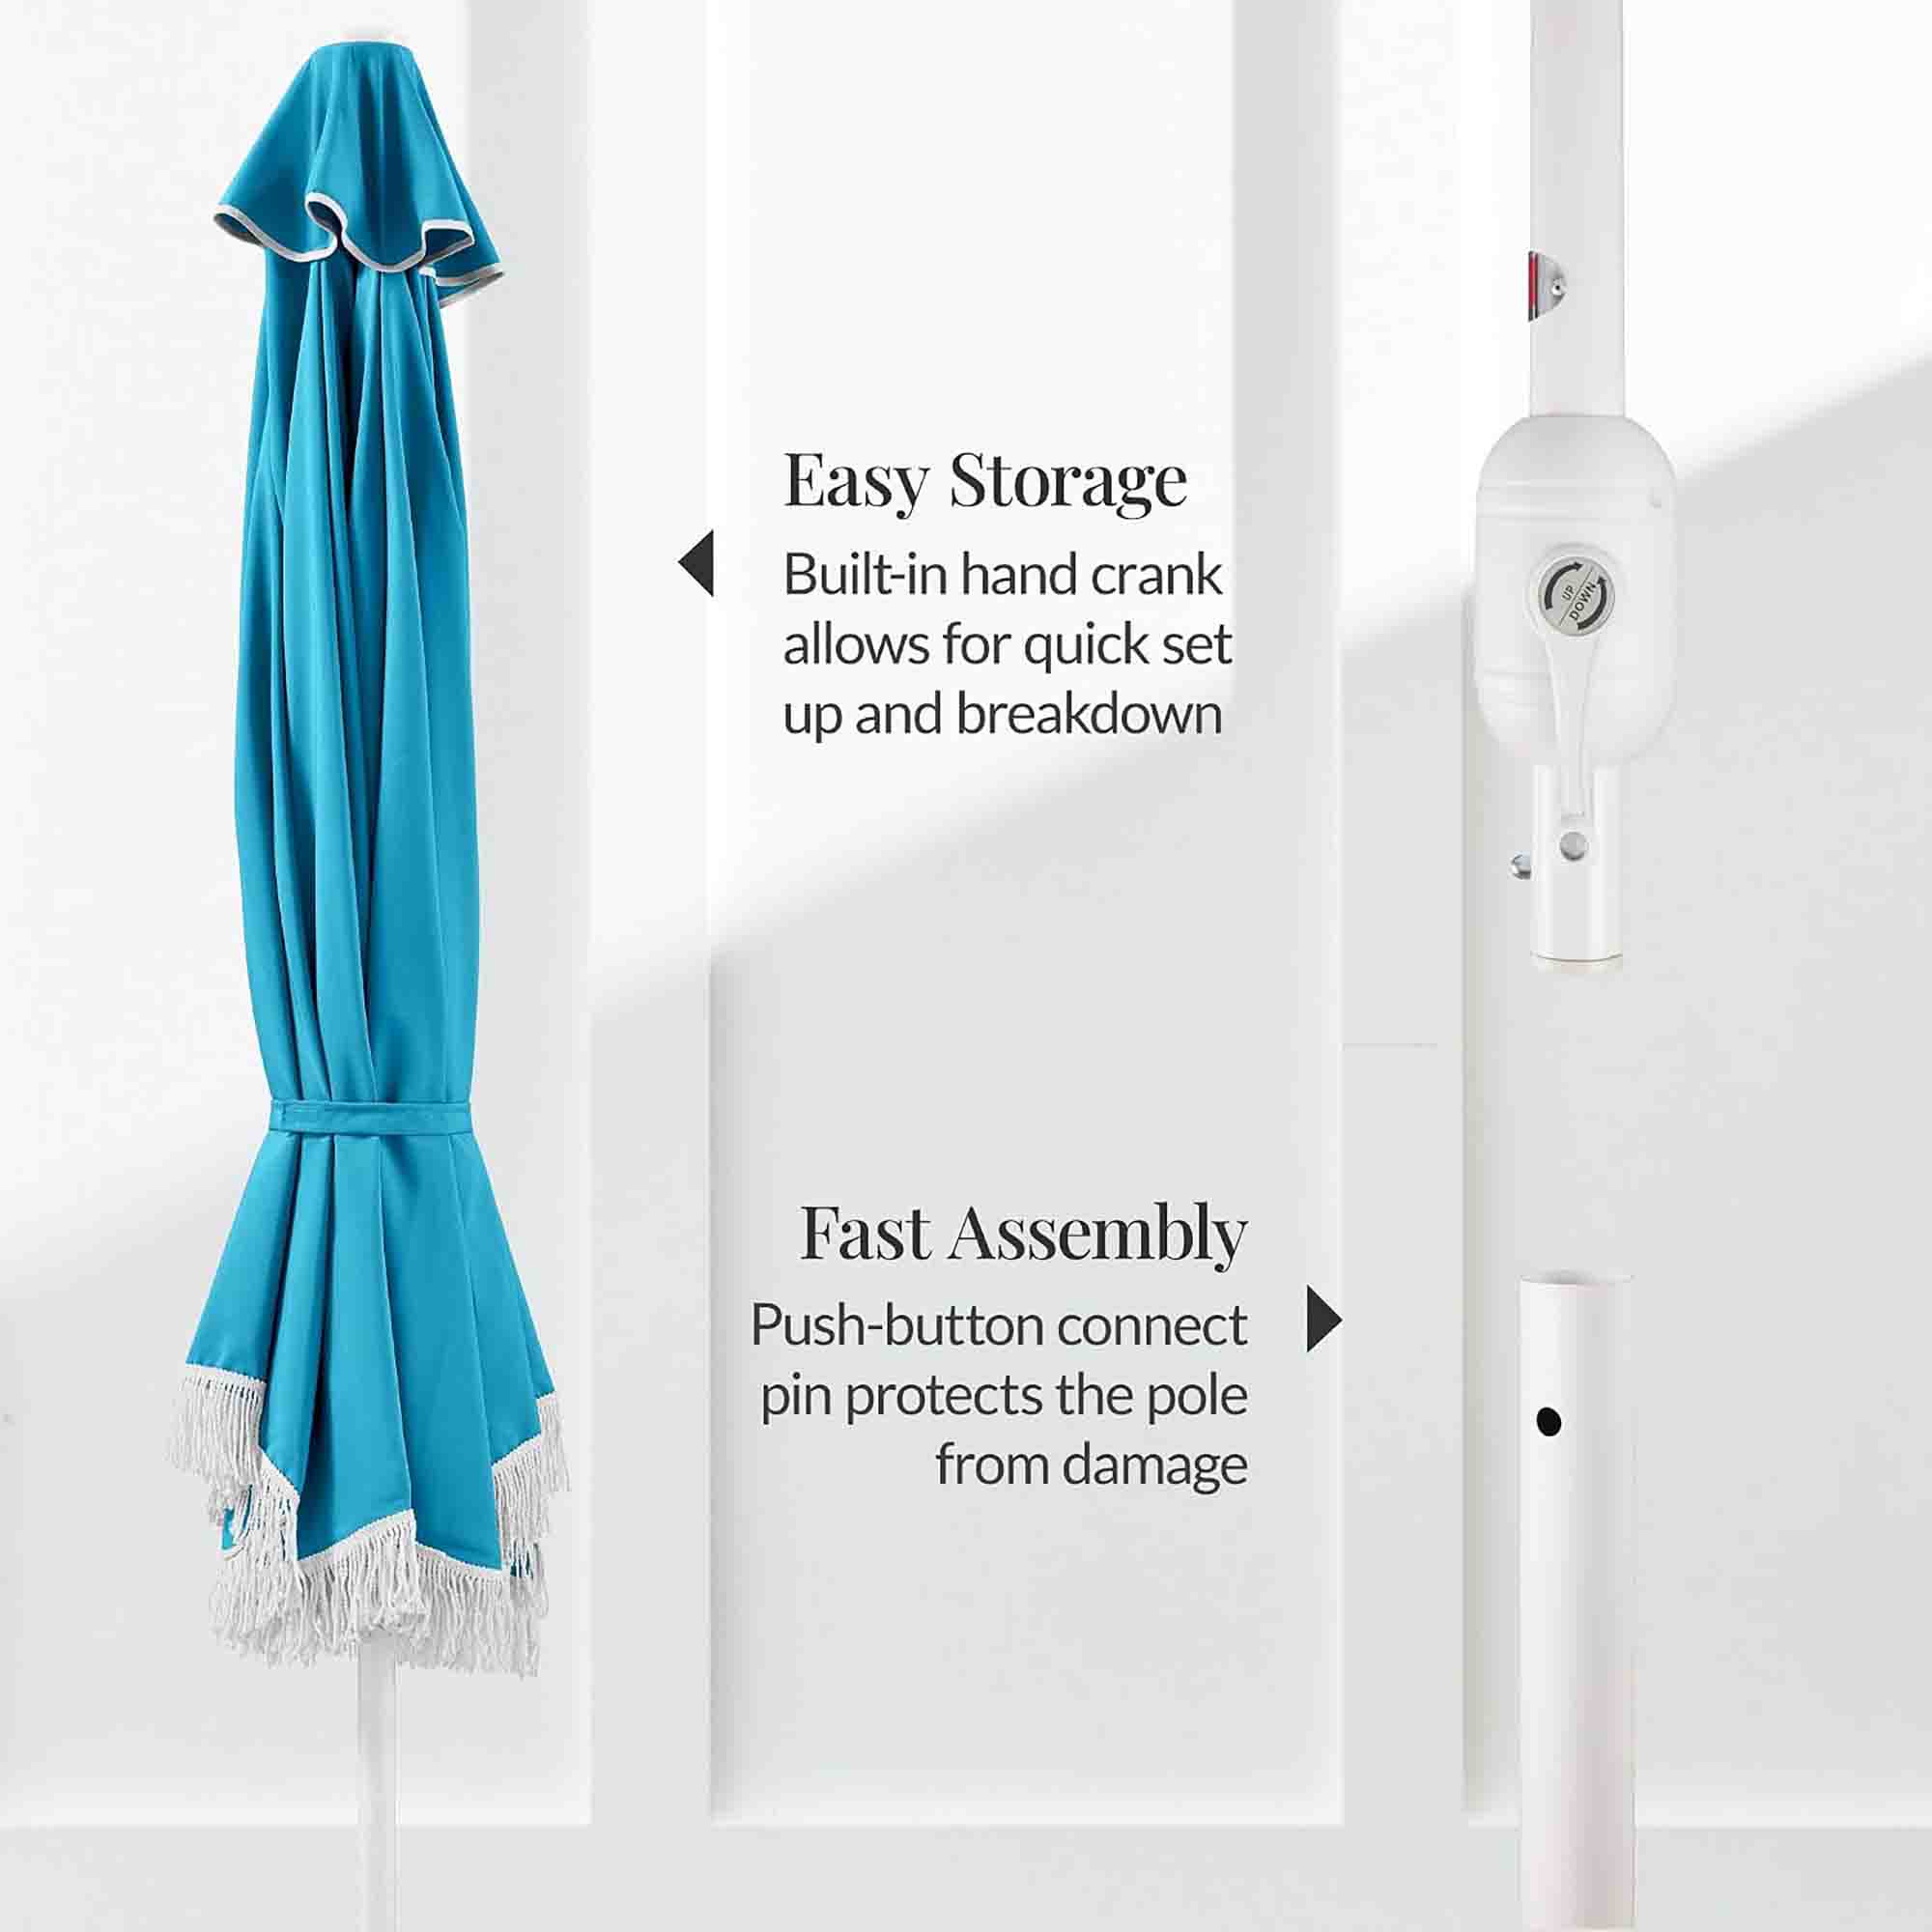 Easy Storage
Built-in hand crank
allows for quick set
up and breakdown
UP
DOWN
Fast Assembly
Push-button connect
pin protects the pole
from damage